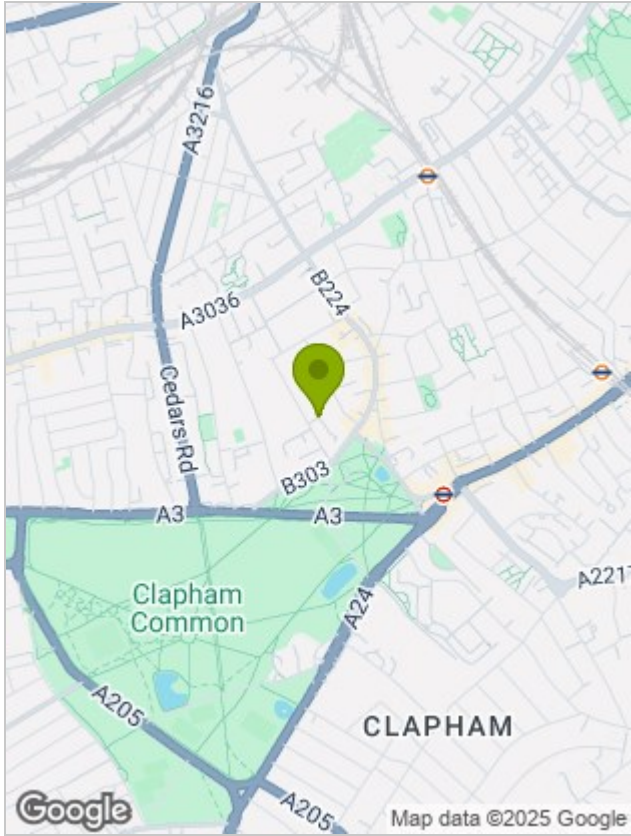 A3216
B224
A3036
Cedars Rd
B303
A3
A3
A2217
Clapham
Common
A24
A205
CLAPHAM
A205
Google
Map data ©2025 Google